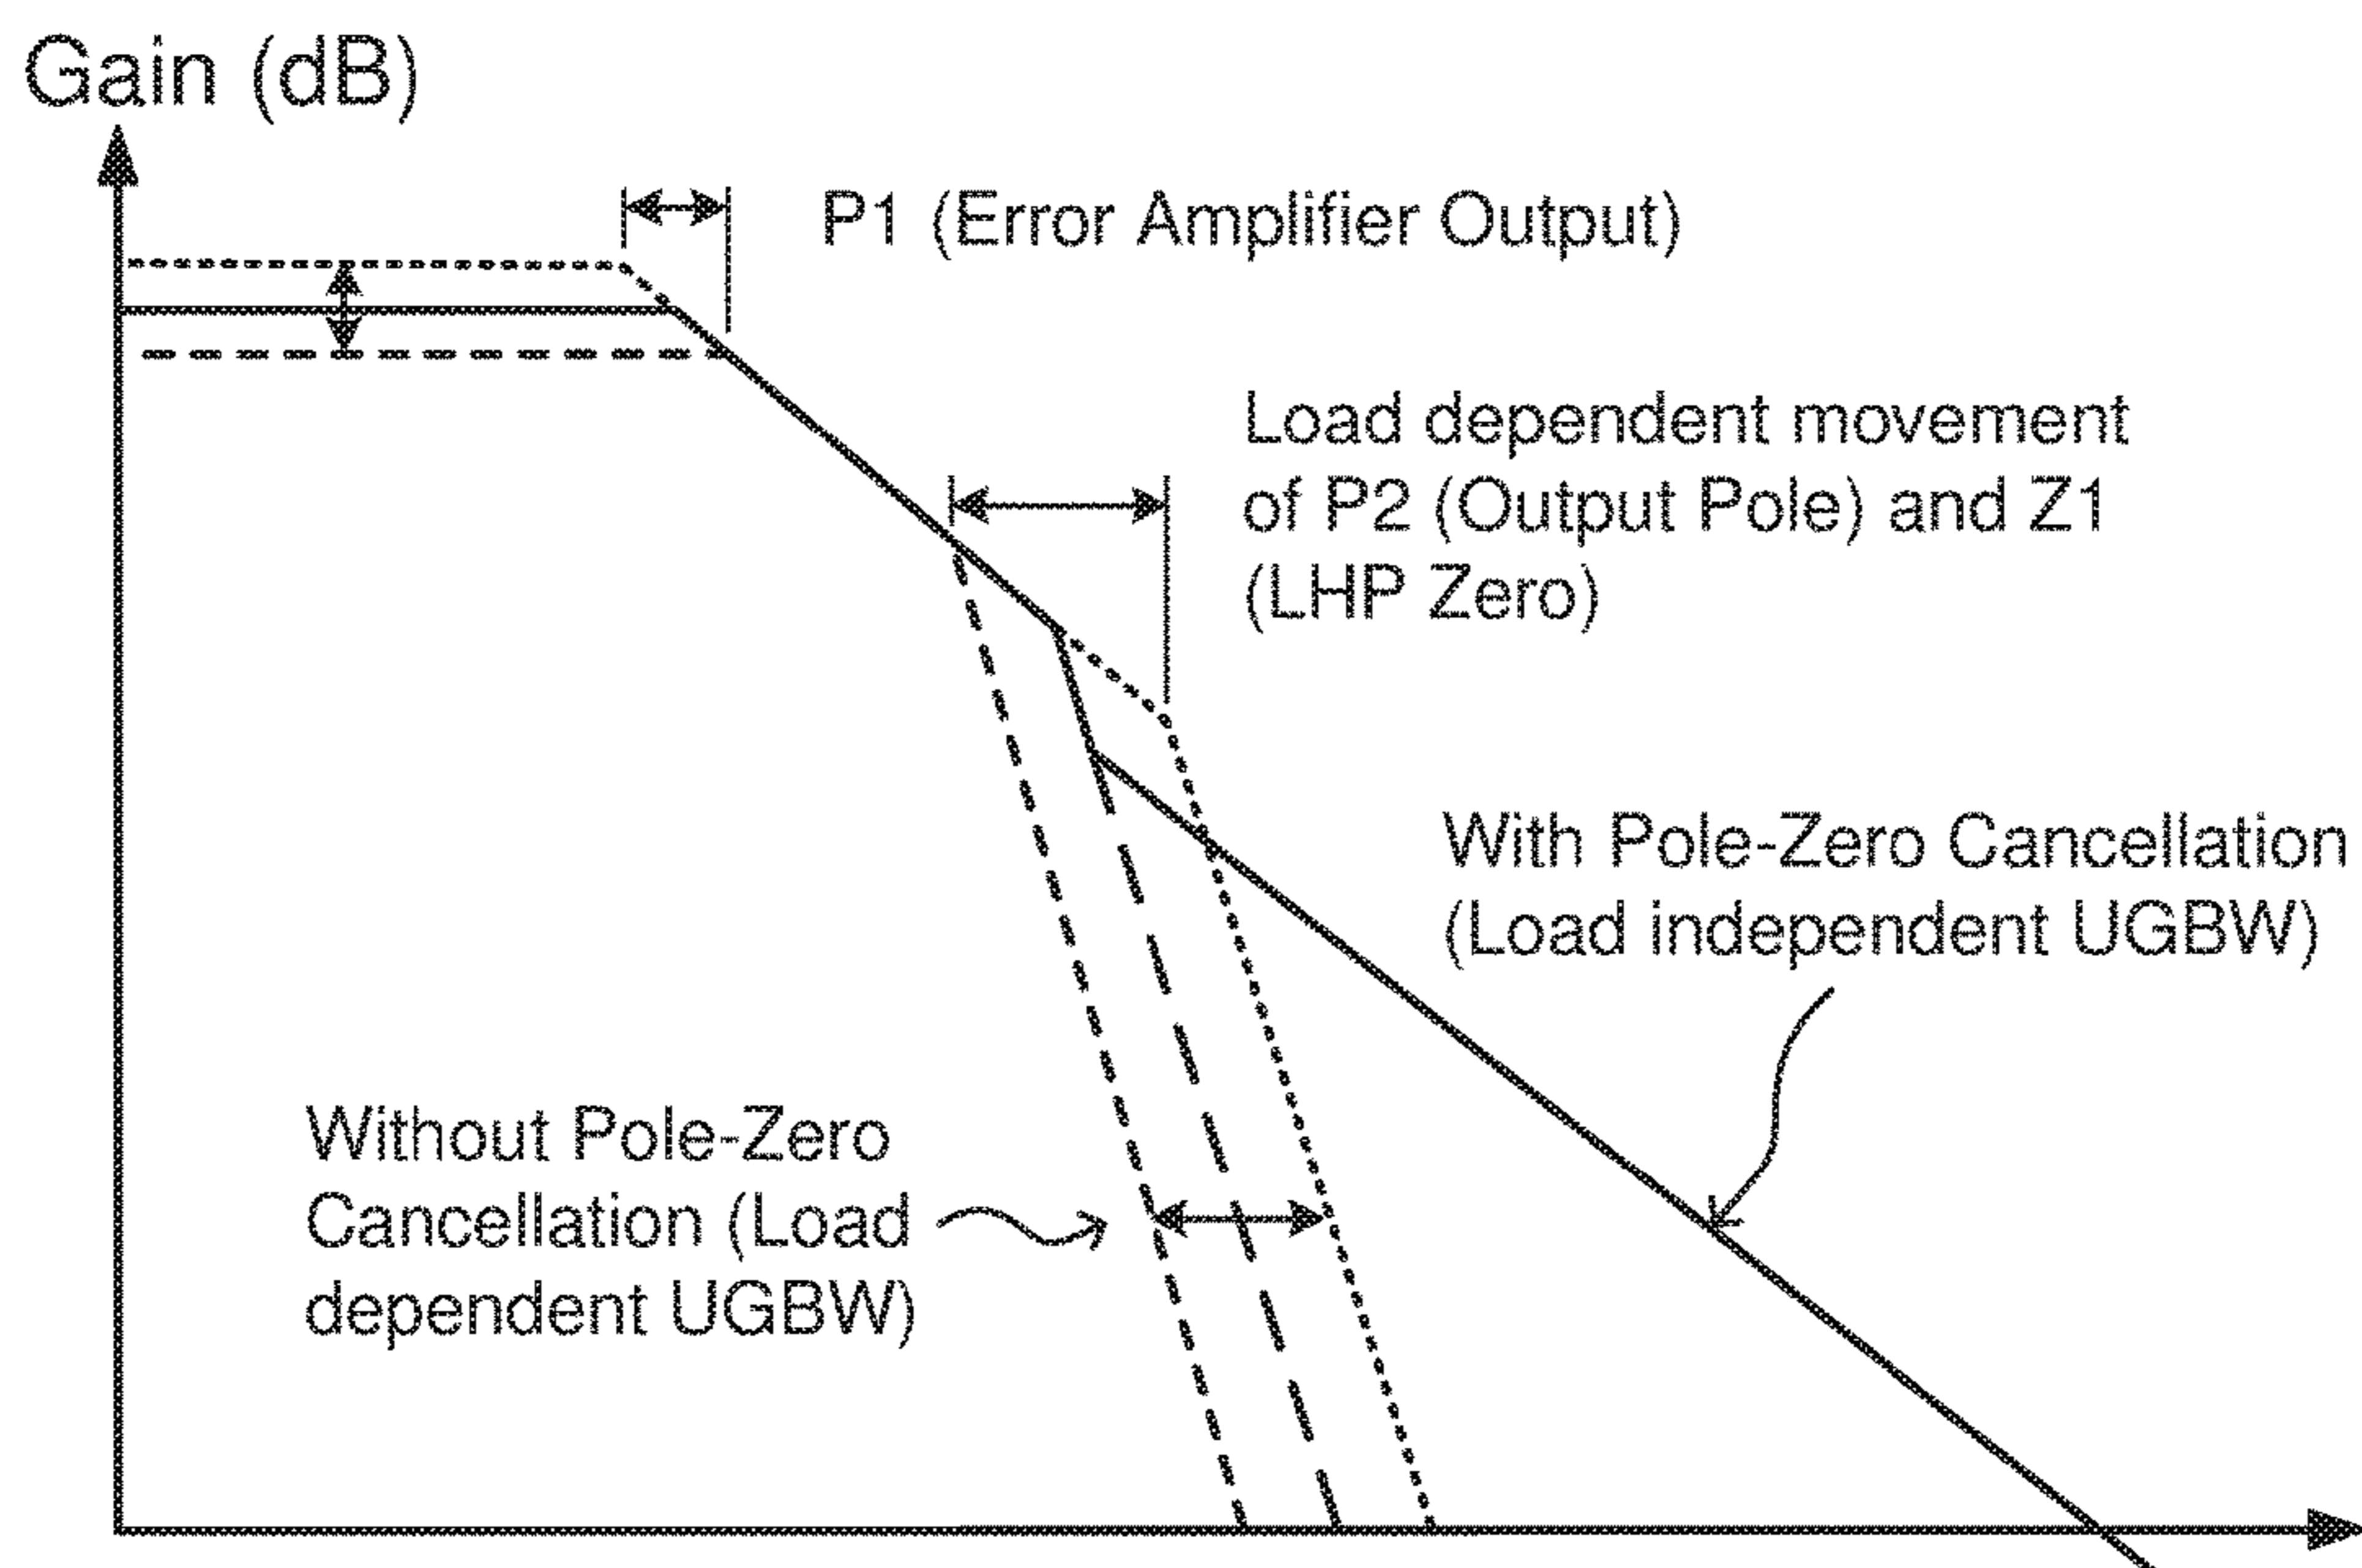 Gain (dB)
P1 (Error Amplifier Output)
Load dependent movement
of P2 (Output Pole) and Z1
(LHP Zero)
With Pole-Zero Cancellation
(Load independent UGBW)
Without Pole-Zero
Cancellation (Load
dependent UGBW)